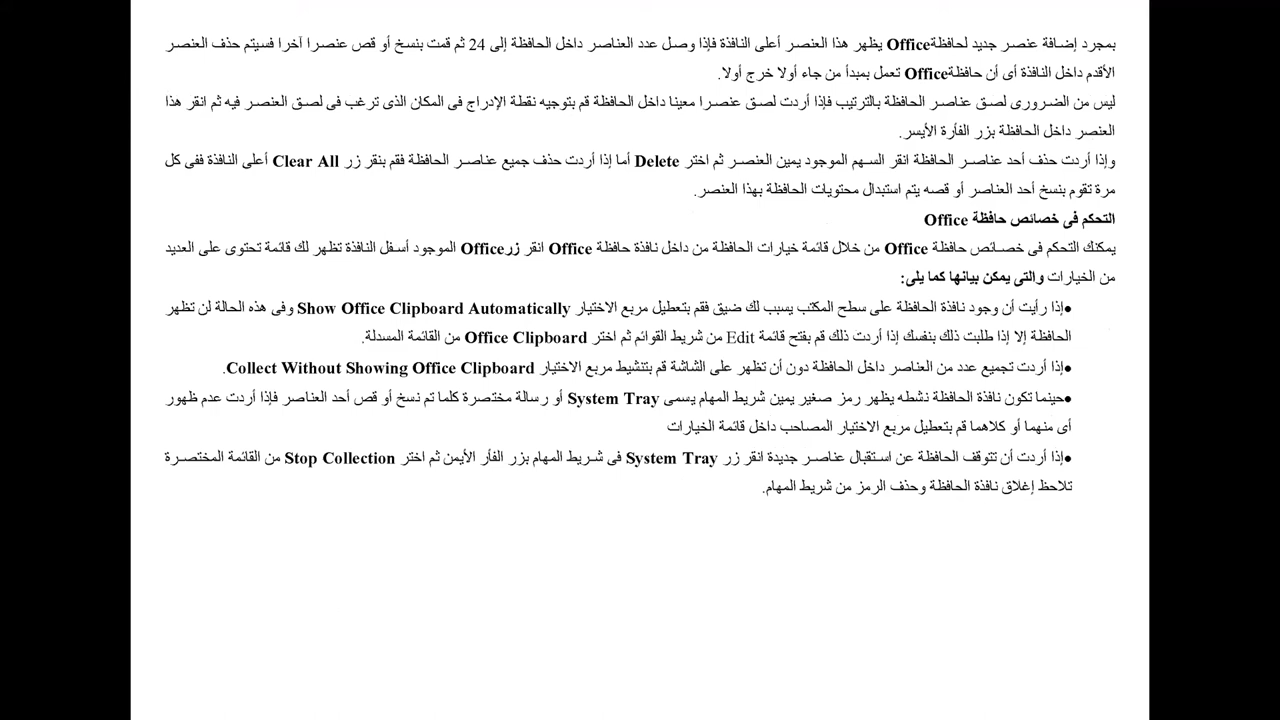 بمجرد إضافة عنصر جديد لحافظةOffice يظهر هذا العنصر أعلى النافذة فإذا وصل عدد العناصر داخل الحافظة إلى 24 ثم قمت بنسخ أو قص عنصرا آخرا فسيتم حذف العنصر
الأقدم داخل النافذة أى أن حافظةOffice تعمل بمبدأ من جاء أولا خرج أولا.
ليس من الضرورى لصق عناصر الحافظة بالترتيب فإذا أردت لصق عنصرا معينا داخل الحافظة قم بتوجيه نقطة الإدراج فى المكان الذى ترغب فى لصق العنصر فيه ثم انقر هذا
العنصر داخل الحافظة بزر الفأرة الأيسر.
وإذا أردت حذف أحد عناصر الحافظة انقر السهم الموجود يمين العنصر ثم اختر Delete أما إذا أردت حذف جميع عناصر الحافظة فقم بنقر زر Clear All أعلى النافذة ففى كل
مرة تقوم بنسخ أحد العناصر أو قصه يتم استبدال محتويات الحافظة بهذا العنصر.
التحكم فى خصائص حافظة Office
يمكنك التحكم فى خصائص حافظة Office من خلال قائمة خيارات الحافظة من داخل نافذة حافظة Office انقر زرOffice الموجود أسفل النافذة تظهر لك قائمة تحتوى على العديد
من الخيارات والتى يمكن بيانها كما يلى:
•إذا رأيت أن وجود نافذة الحافظة على سطح المكتب يسبب لك ضيق فقم بتعطيل مربع الاختيار Show Office Clipboard Automatically وفى هذه الحالة لن تظهر
الحافظة إلا إذا طلبت ذلك بنفسك إذا أردت ذلك قم بفتح قائمة Edit من شريط القوائم ثم اختر Office Clipboard من القائمة المسدلة.
•إذا أردت تجميع عدد من العناصر داخل الحافظة دون أن تظهر على الشاشة قم بتنشيط مربع الاختيار Collect Without Showing Office Clipboard.
•حينما تكون نافذة الحافظة نشطه يظهر رمز صغير يمين شريط المهام يسمى System Tray أو رسالة مختصرة كلما تم نسخ أو قص أحد العناصر فإذا أردت عدم ظهور
أى منهما أو كلاهما قم بتعطيل مربع الاختيار المصاحب داخل قائمة الخيارات
•إذا أردت أن تتوقف الحافظة عن استقبال عناصر جديدة انقر زر System Tray فى شريط المهام بزر الفأر الأيمن ثم اختر Stop Collection من القائمة المختصرة
تلاحظ إغلاق نافذة الحافظة وحذف الرمز من شريط المهام.